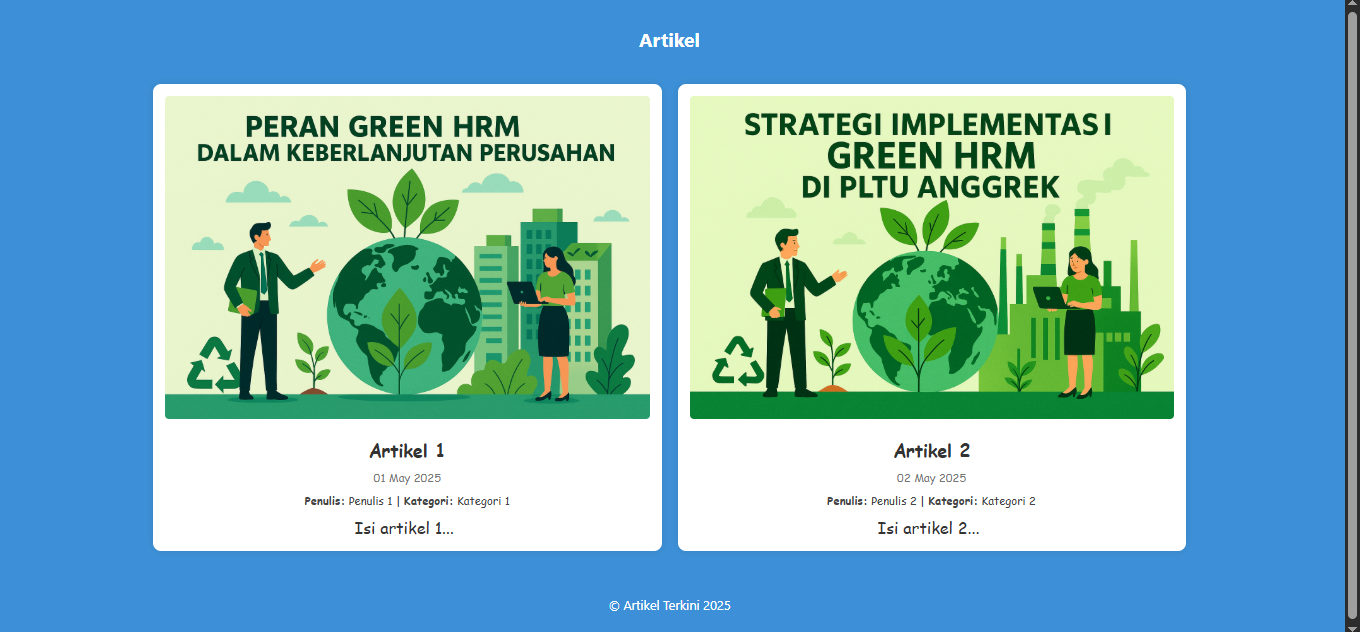 Artikel
PERAN GREEN HRM
DALAM KEBERLANJUTAN PERUSAHAN
Artikel 1
01 May 2025
Penulis: Penulis 1 | Kategori: Kategori 1
Isi artikel 1...
STRATEGI IMPLEMENTASI
GREEN HRM
DI PLTU ANGGREK
Artikel 2
02 May 2025
Penulis: Penulis 2 | Kategori: Kategori 2
Isi artikel 2...
© Artikel Terkini 2025